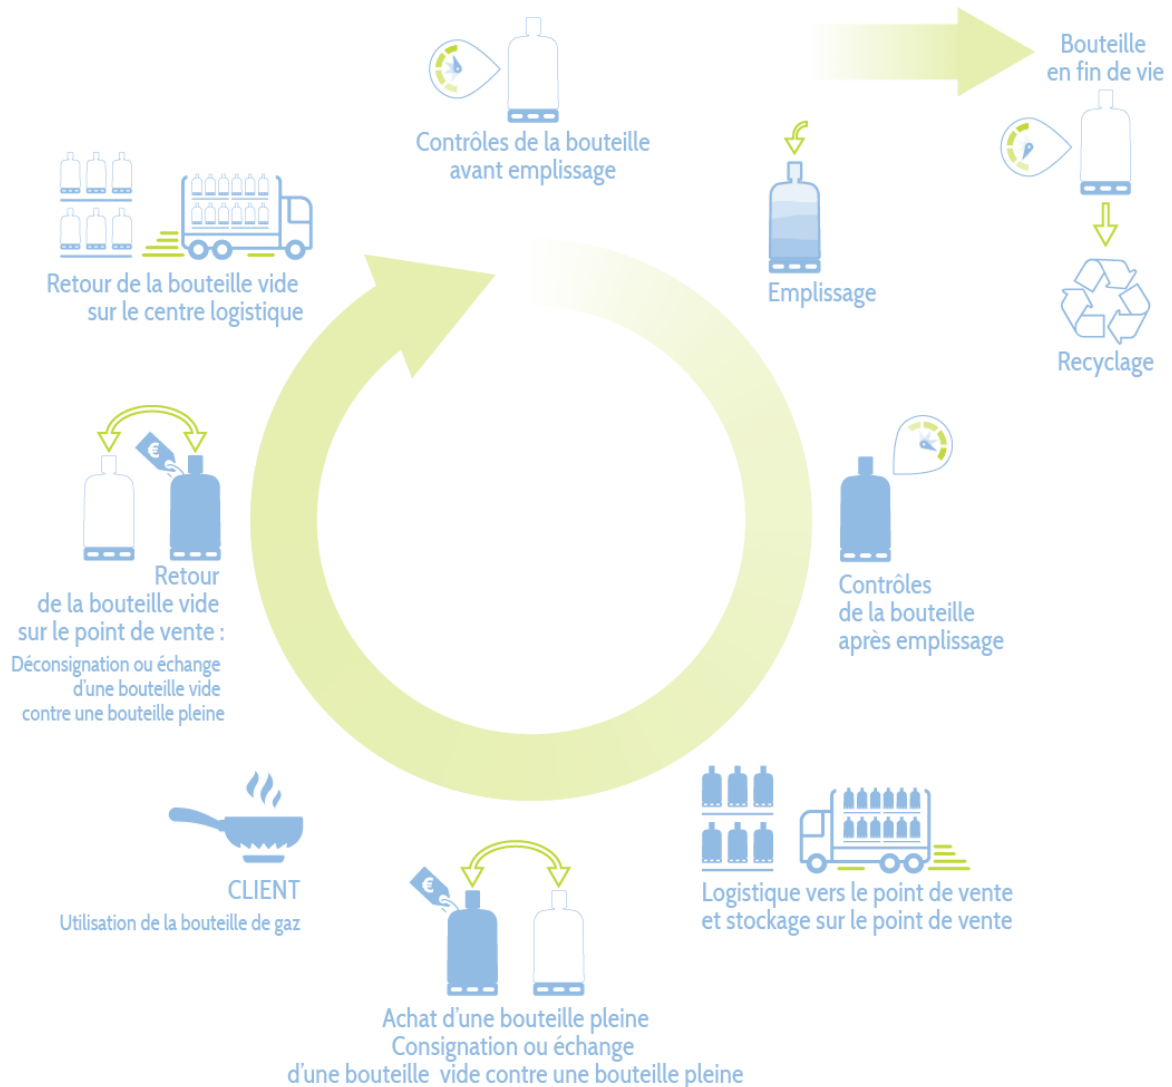 Bouteille
en fin de vie
Contrôles de la bouteille
avant emplissage
Retour de la bouteille vide
sur le centre logistique
Emplissage
Recyclage
€
Retour
de la bouteille vide
sur le point de vente :
Déconsignation ou échange
d'une bouteille vide
contre une bouteille pleine
Contrôles
de la bouteille
après emplissage
CLIENT
Utilisation de la bouteille de gaz
€
Logistique vers le point de vente
et stockage sur le point de vente
Achat d'une bouteille pleine
Consignation ou échange
d'une bouteille vide contre une bouteille pleine